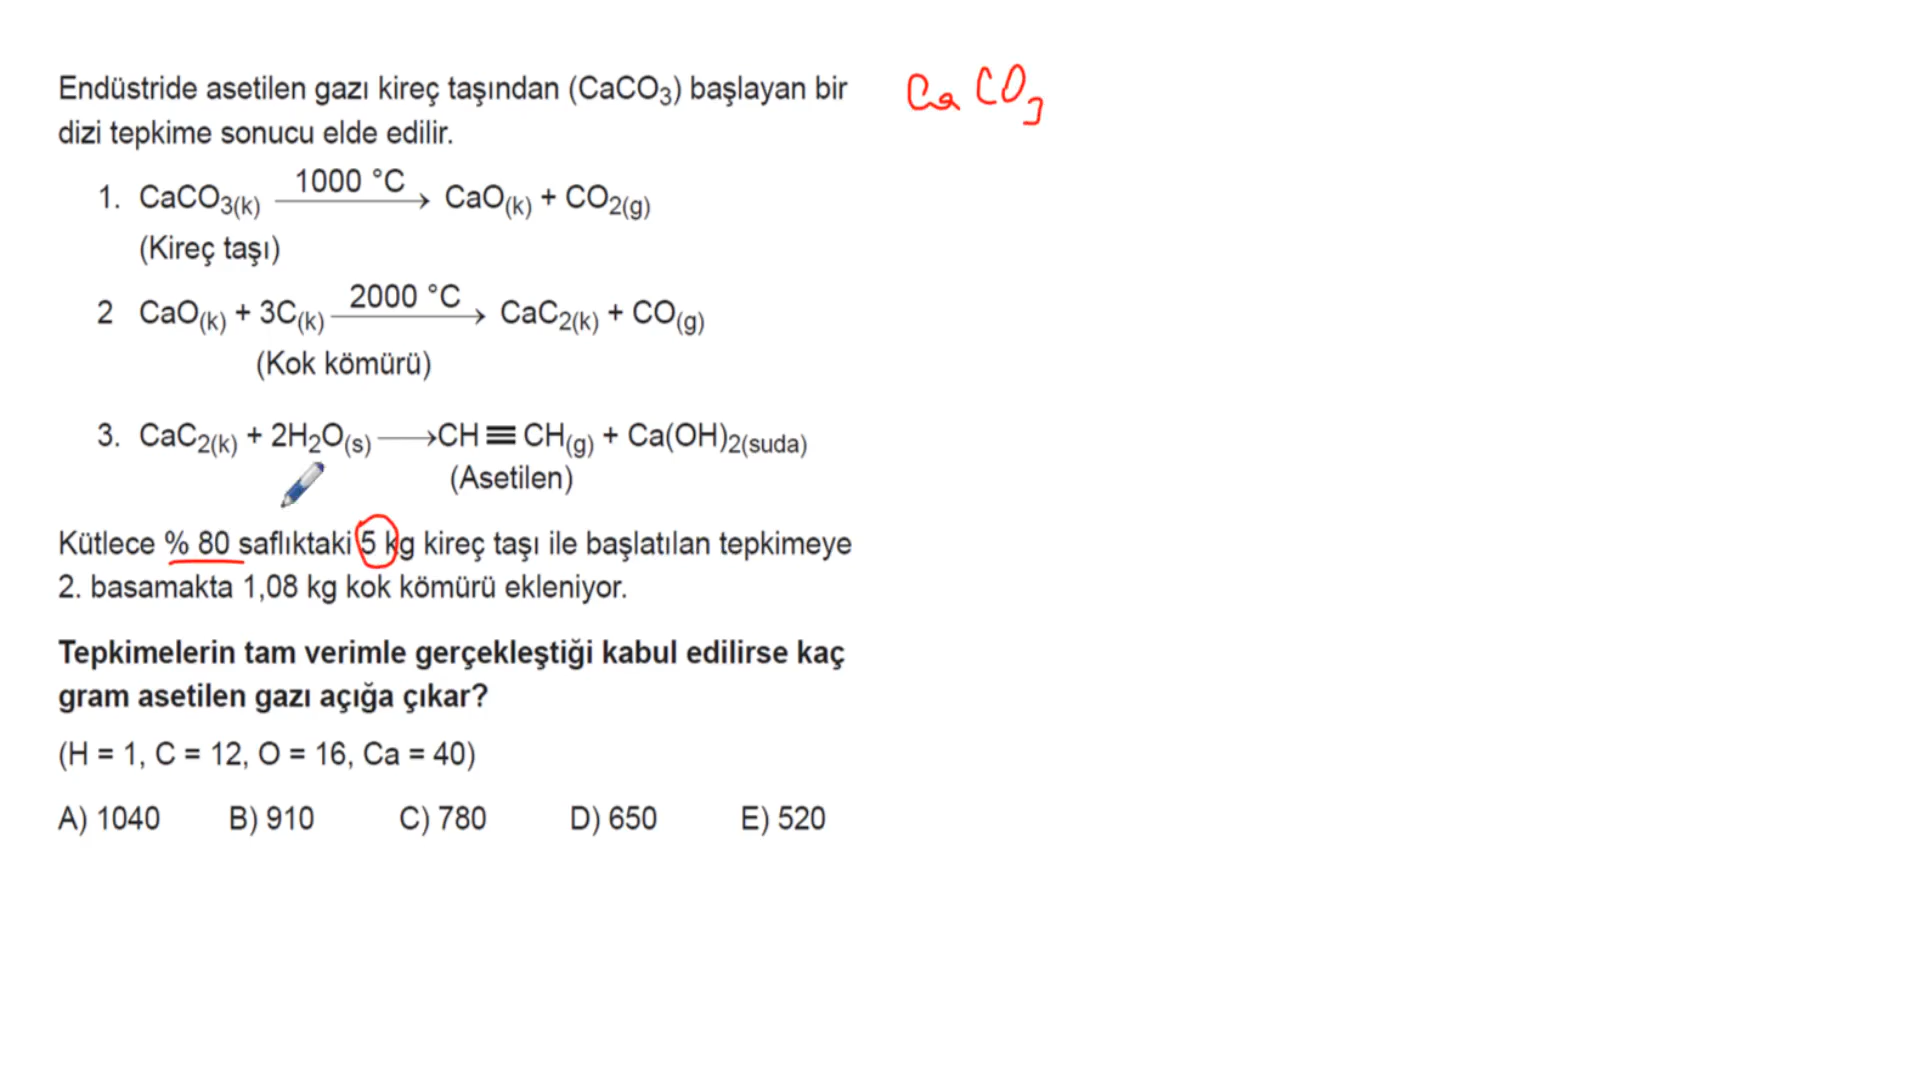 Endüstride asetilen gazı kireç taşından (CaCO₃) başlayan bir
dizi tepkime sonucu elde edilir.
Ca CO₃
1. CaCO₃(k) 1000 °C → CaO(k) + CO₂(g)
(Kireç taşı)
2 CaO(k) + 3C(k) 2000 °C → CaC₂(k) + CO(g)
(Kok kömürü)
3. CaC₂(k) + 2H₂O(s) → CH≡CH(g) + Ca(OH)₂(suda)
(Asetilen)
Kütlece % 80 saflıktaki 5 kg kireç taşı ile başlatılan tepkimeye
2. basamakta 1,08 kg kok kömürü ekleniyor.
Tepkimelerin tam verimle gerçekleştiği kabul edilirse kaç
gram asetilen gazı açığa çıkar?
(H = 1, C = 12, O = 16, Ca = 40)
A) 1040 B) 910 C) 780 D) 650 E) 520